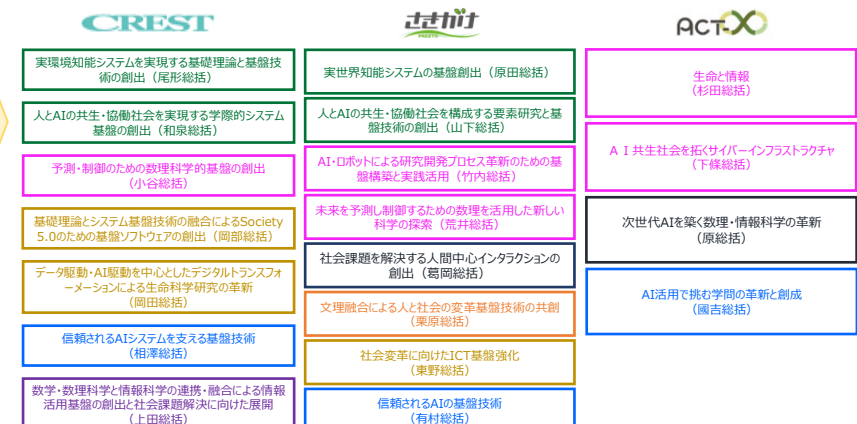 CREST
実環境知能システムを実現する基礎理論と基盤技
術の創出（尾形総括）
人とAIの共生・協働社会を実現する学際的システム
基盤の創出（和泉総括）
予測・制御のための数理科学的基盤の創出
（小谷総括）
基礎理論とシステム基盤技術の融合によるSociety
5.0のための基盤ソフトウェアの創出（岡部総括）
データ駆動・AI駆動を中心としたデジタルトランスフォ
ーメーションによる生命科学研究の革新
（岡田総括）
信頼されるAIシステムを支える基盤技術
（相澤総括）
数学・数理科学と情報科学の連携・融合による情報
活用基盤の創出と社会課題解決に向けた展開
（上田総括）
さきがけ
PRESTO
実世界知能システムの基盤創出（原田総括）
人とAIの共生・協働社会を構成する要素研究と基
盤技術の創出（山下総括）
AI・ロボットによる研究開発プロセス革新のための基
盤構築と実践活用（竹内総括）
未来を予測し制御するための数理を活用した新しい
科学の探索（荒井総括）
社会課題を解決する人間中心インタラクションの
創出（葛岡総括）
文理融合による人と社会の変革基盤技術の共創
（栗原総括）
社会変革に向けたICT基盤強化
（東野総括）
信頼されるAIの基盤技術
（有村総括）
ACT-X
生命と情報
（杉田総括）
ＡＩ共生社会を拓くサイバーインフラストラクチャ
（下條総括）
次世代AIを築く数理・情報科学の革新
（原総括）
AI活用で挑む学問の革新と創成
（國吉総括）